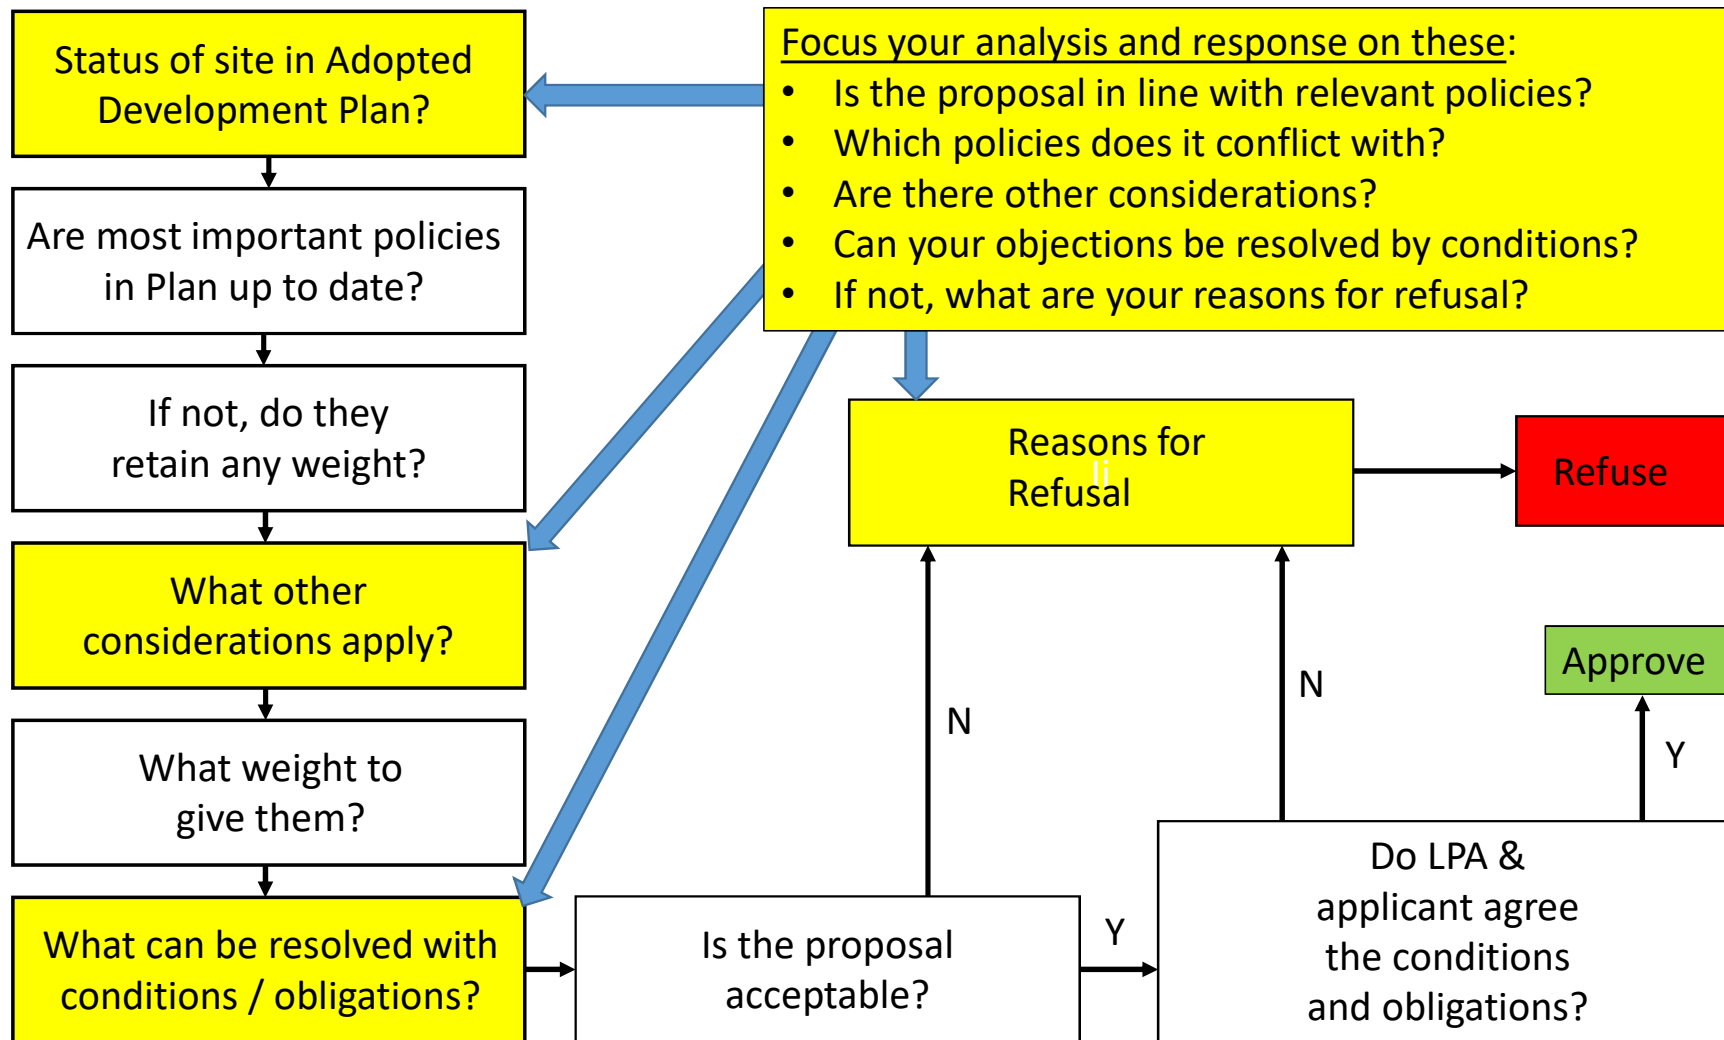 Status of site in Adopted
Development Plan?
Are most important policies
in Plan up to date?
If not, do they
retain any weight?
What other
considerations apply?
What weight to
give them?
What can be resolved with
conditions / obligations?
Focus your analysis and response on these:
• Is the proposal in line with relevant policies?
• Which policies does it conflict with?
• Are there other considerations?
• Can your objections be resolved by conditions?
• If not, what are your reasons for refusal?
Reasons for
li
Refusal
Refuse
Approve
N
N
Y
Is the proposal
acceptable?
Y
Do LPA &
applicant agree
the conditions
and obligations?